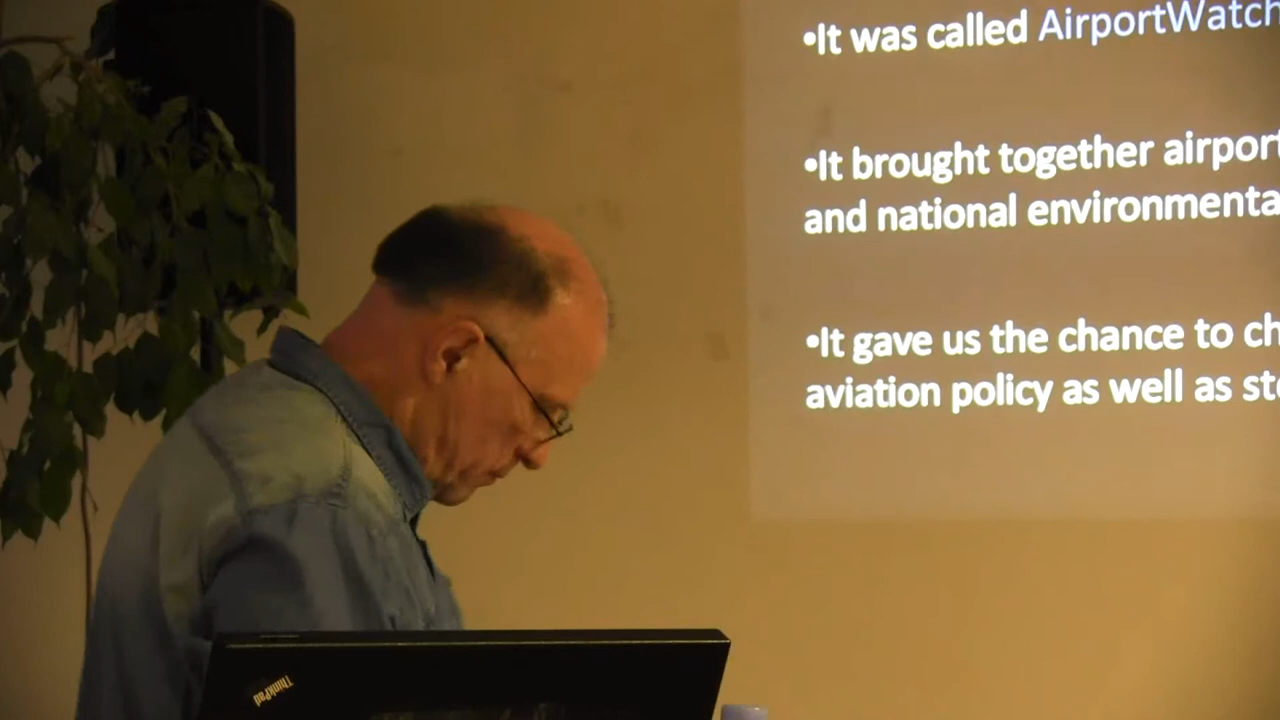 •It was called AirportWatch
•It brought together airport
and national environmenta
•It gave us the chance to ch
aviation policy as well as st
ThinkPad